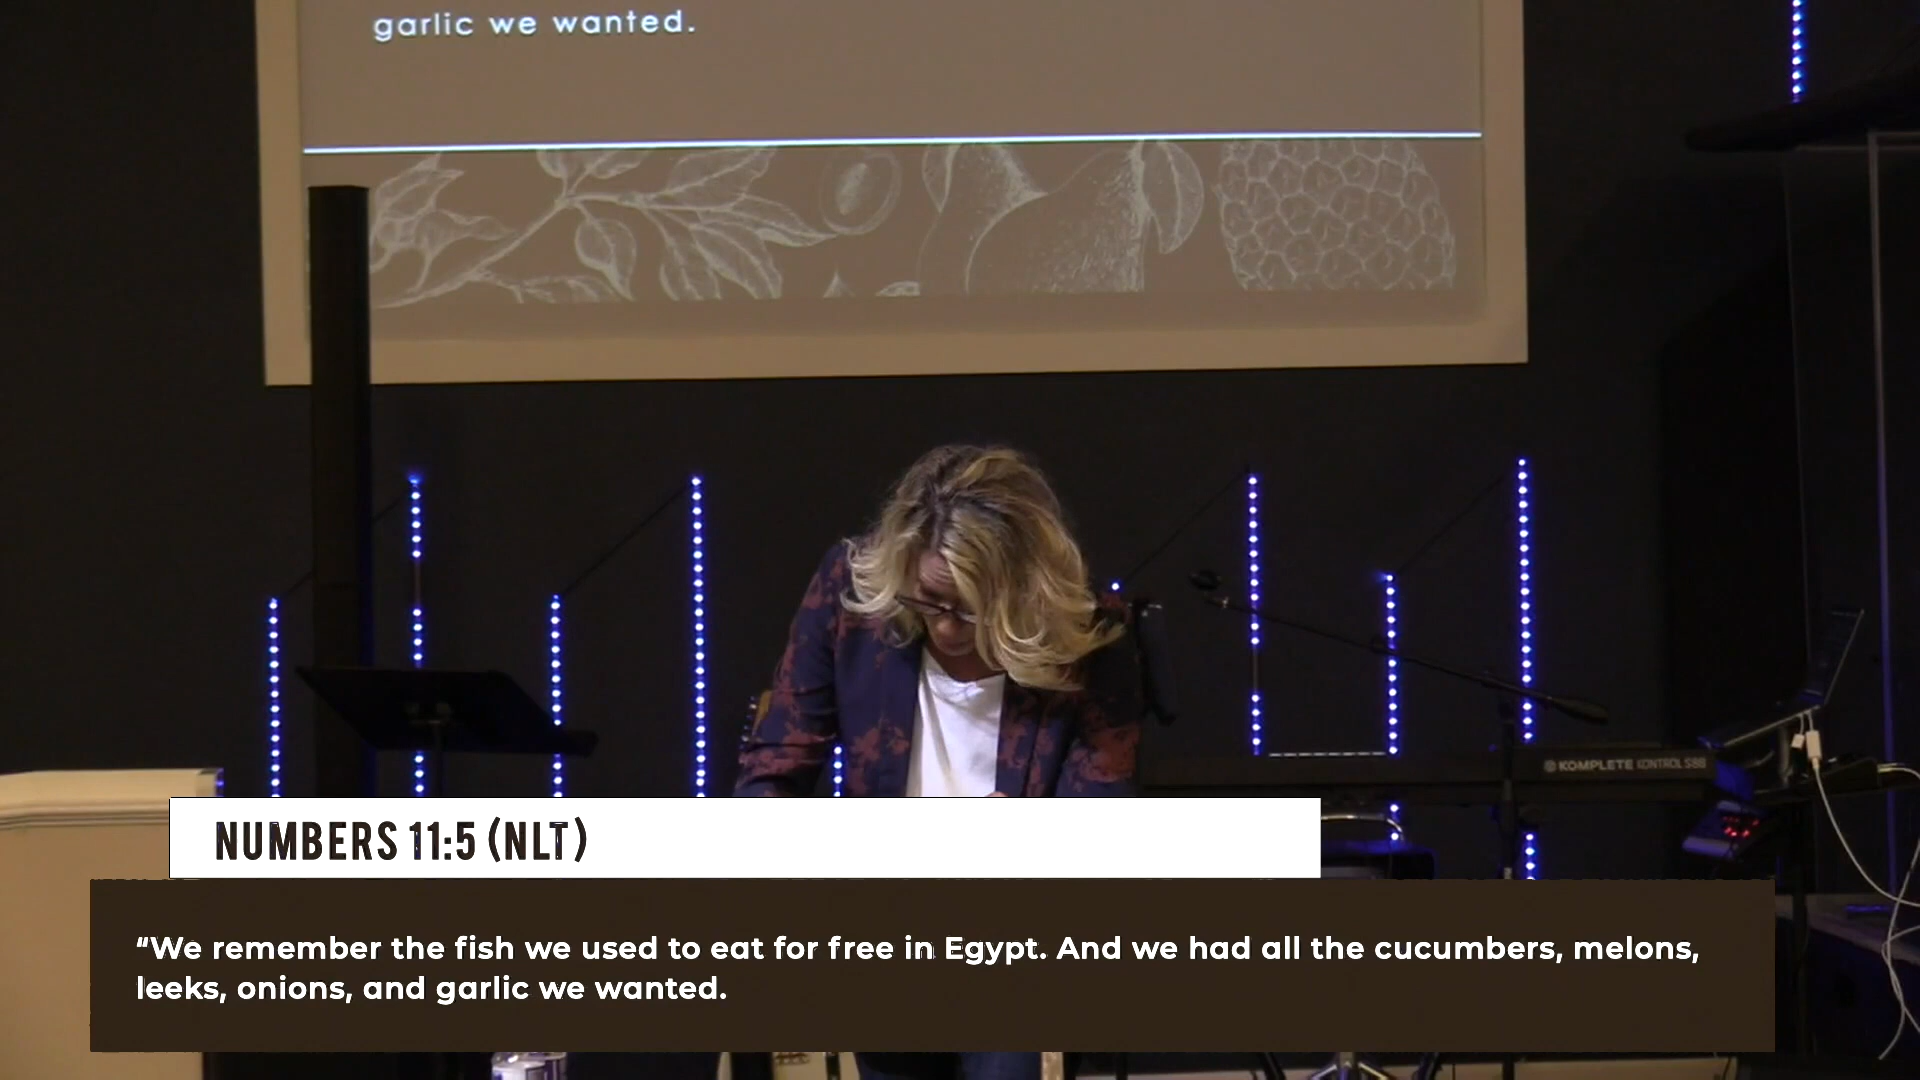 garlic we wanted.
KOMPLETE KONTROL S88
NUMBERS 11:5 (NLT)
“We remember the fish we used to eat for free in Egypt. And we had all the cucumbers, melons,
leeks, onions, and garlic we wanted.